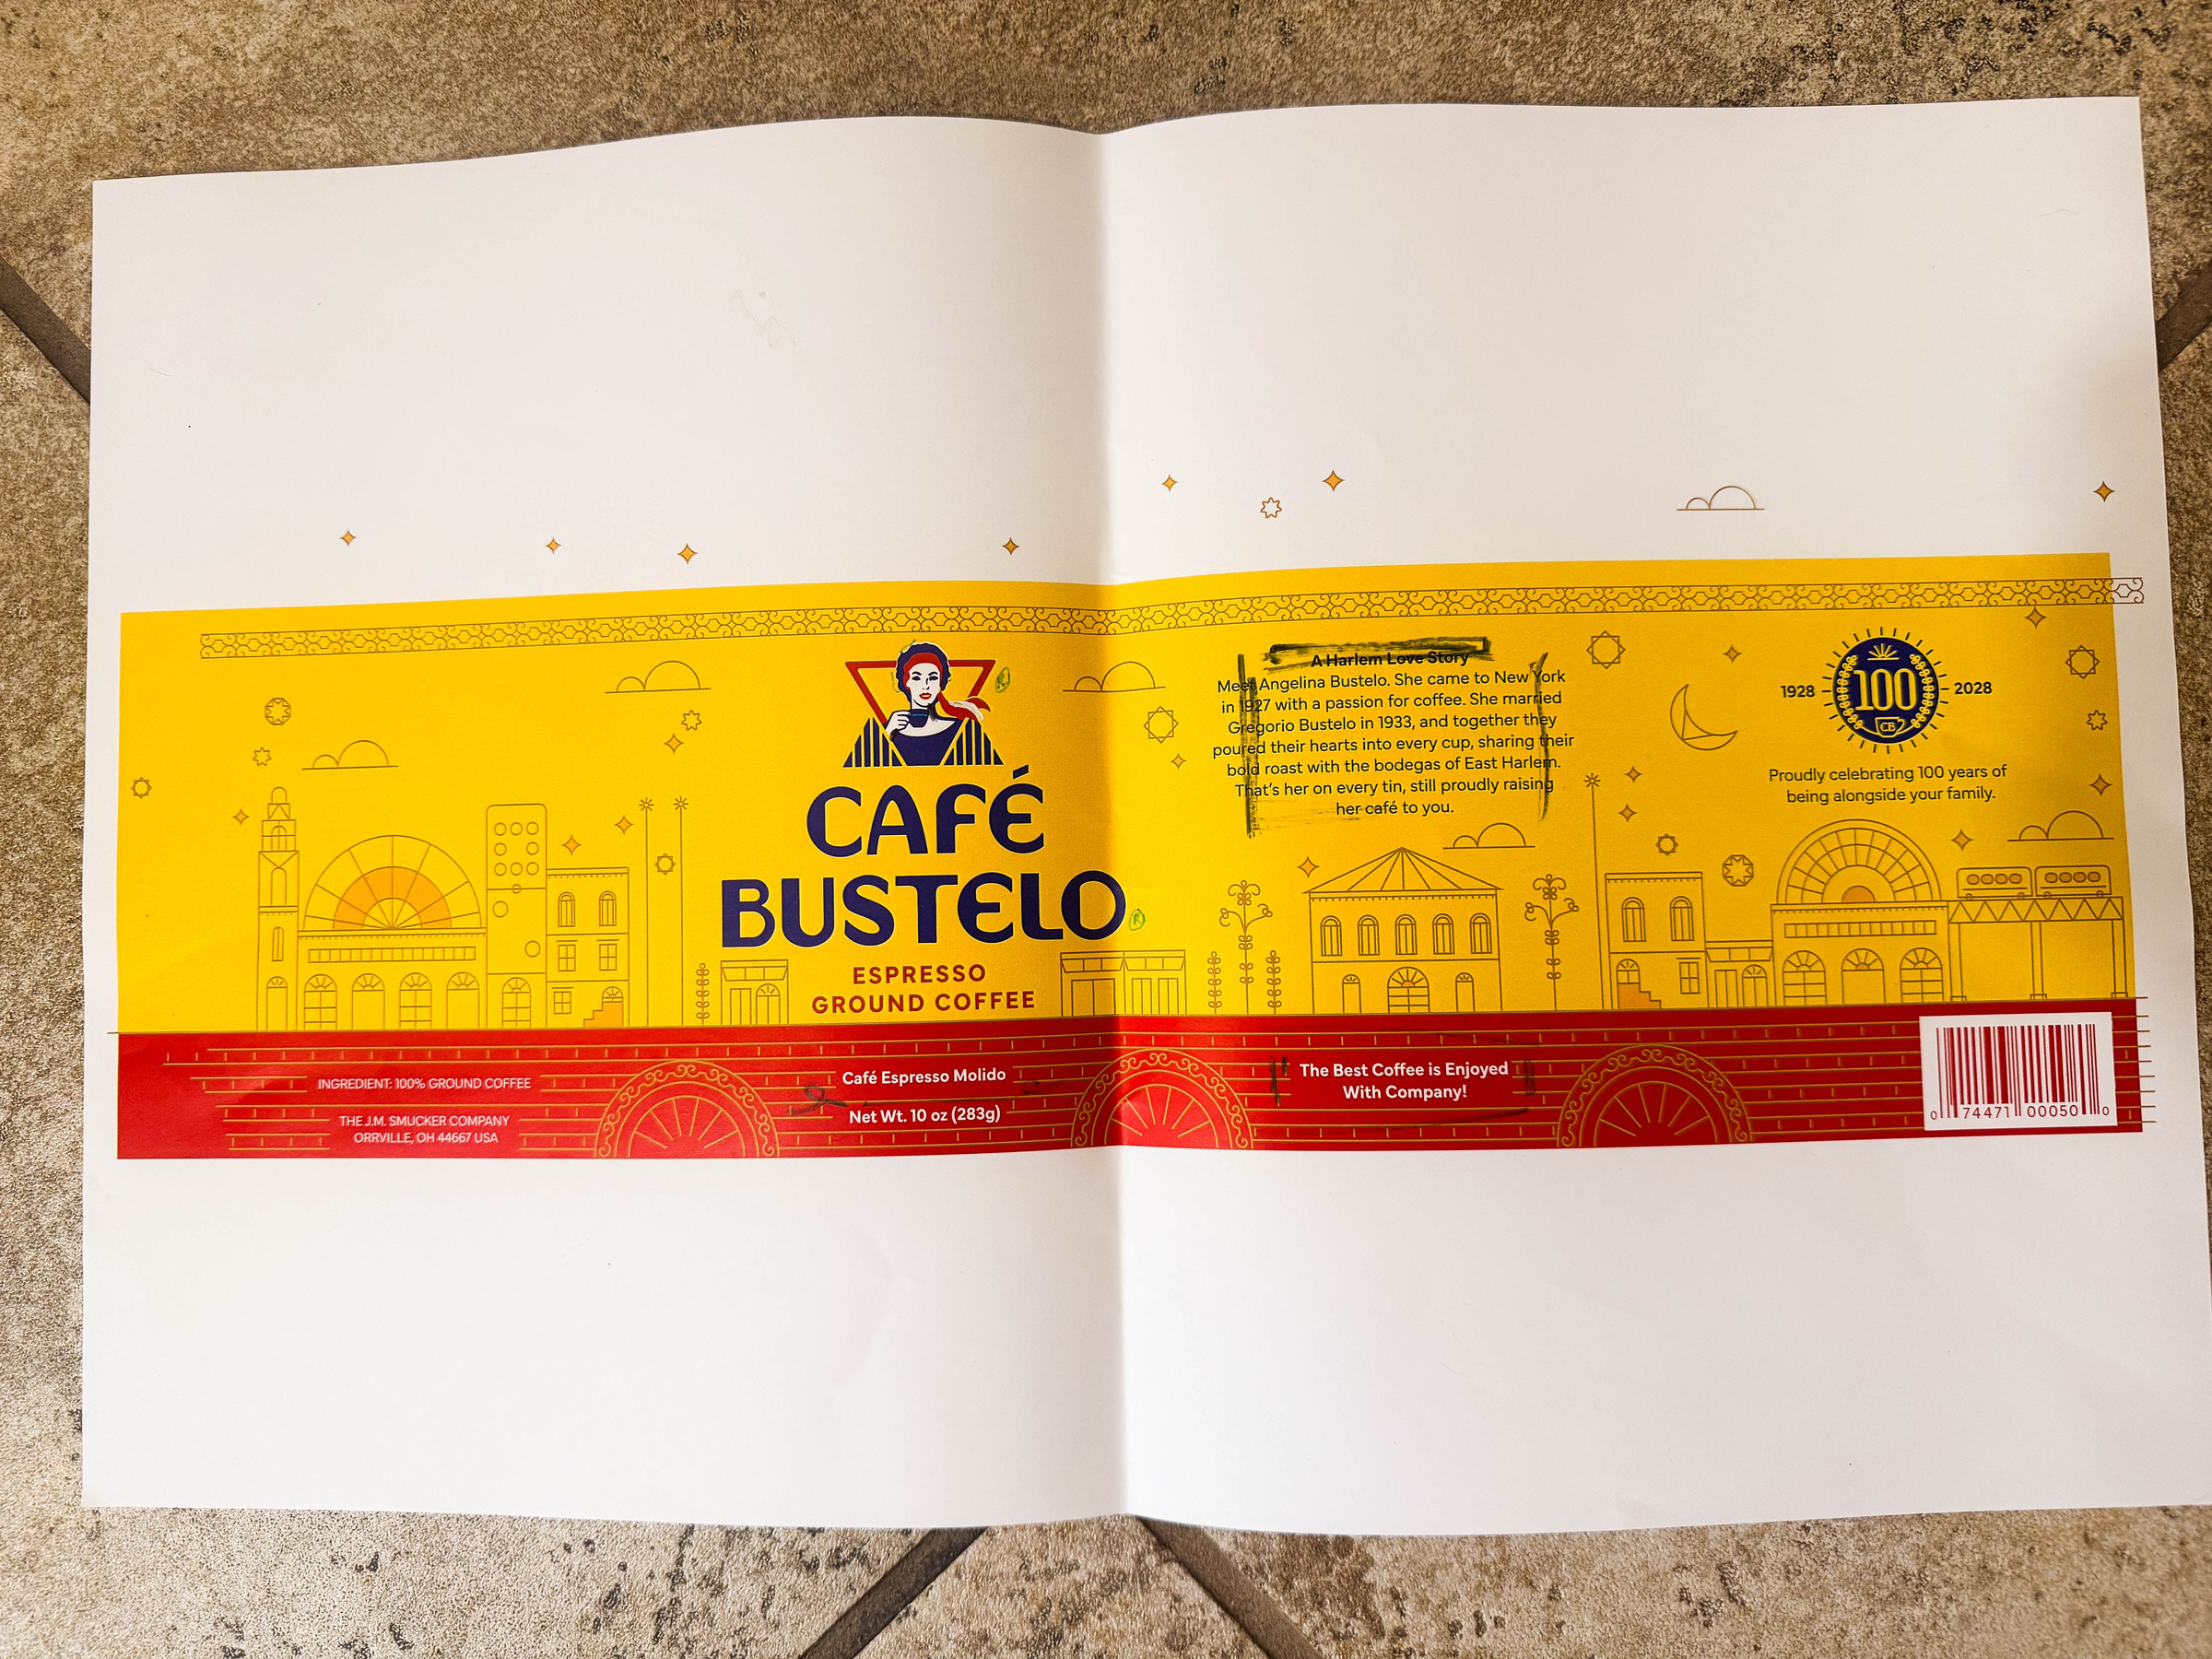 CAFÉ
BUSTELO
ESPRESSO
GROUND COFFEE
INGREDIENT: 100% GROUND COFFEE
THE J.M. SMUCKER COMPANY
ORRVILLE, OH 44667 USA
Café Espresso Molido
Net Wt. 10 oz (283g)
A Harlem Love Story
Meet Angelina Bustelo. She came to New York
in 1927 with a passion for coffee. She married
Gregorio Bustelo in 1933, and together they
poured their hearts into every cup, sharing their
bold roast with the bodegas of East Harlem.
That's her on every tin, still proudly raising
her café to you.
The Best Coffee is Enjoyed
With Company!
1928 100 2028
CB
Proudly celebrating 100 years of
being alongside your family.
0 74471 00050 0